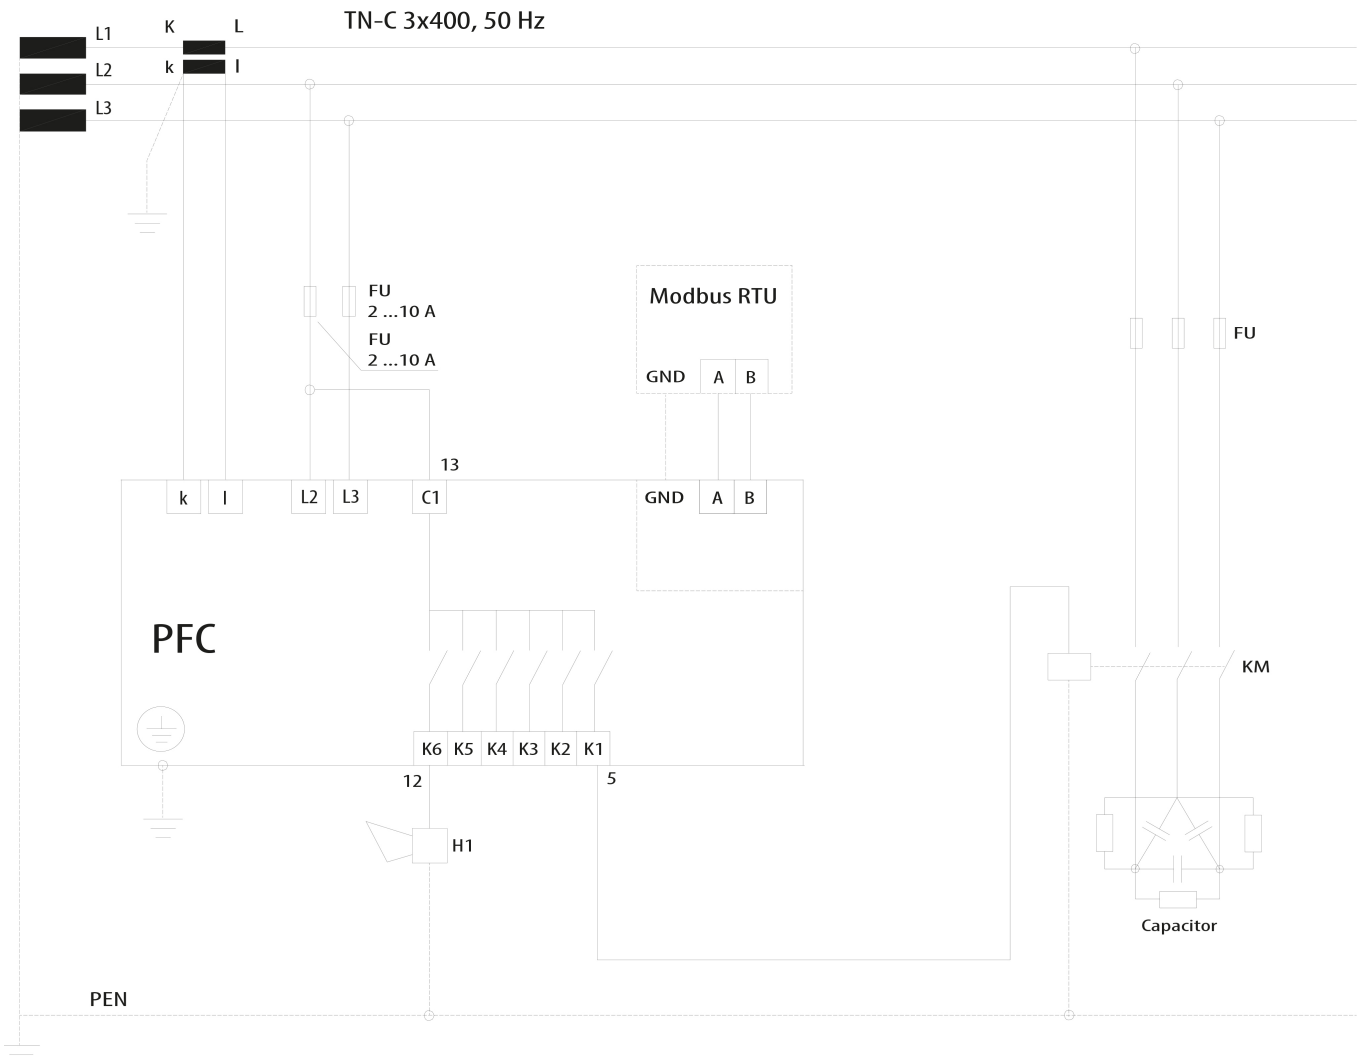 TN-C 3x400, 50 Hz
L1
K
L
L2
k
l
L3
FU
2 ...10 A
FU
2 ...10 A
Modbus RTU
GND
A
B
FU
13
k
l
L2
L3
C1
GND
A
B
PFC
KM
K6
K5
K4
K3
K2
K1
12
5
H1
Capacitor
PEN